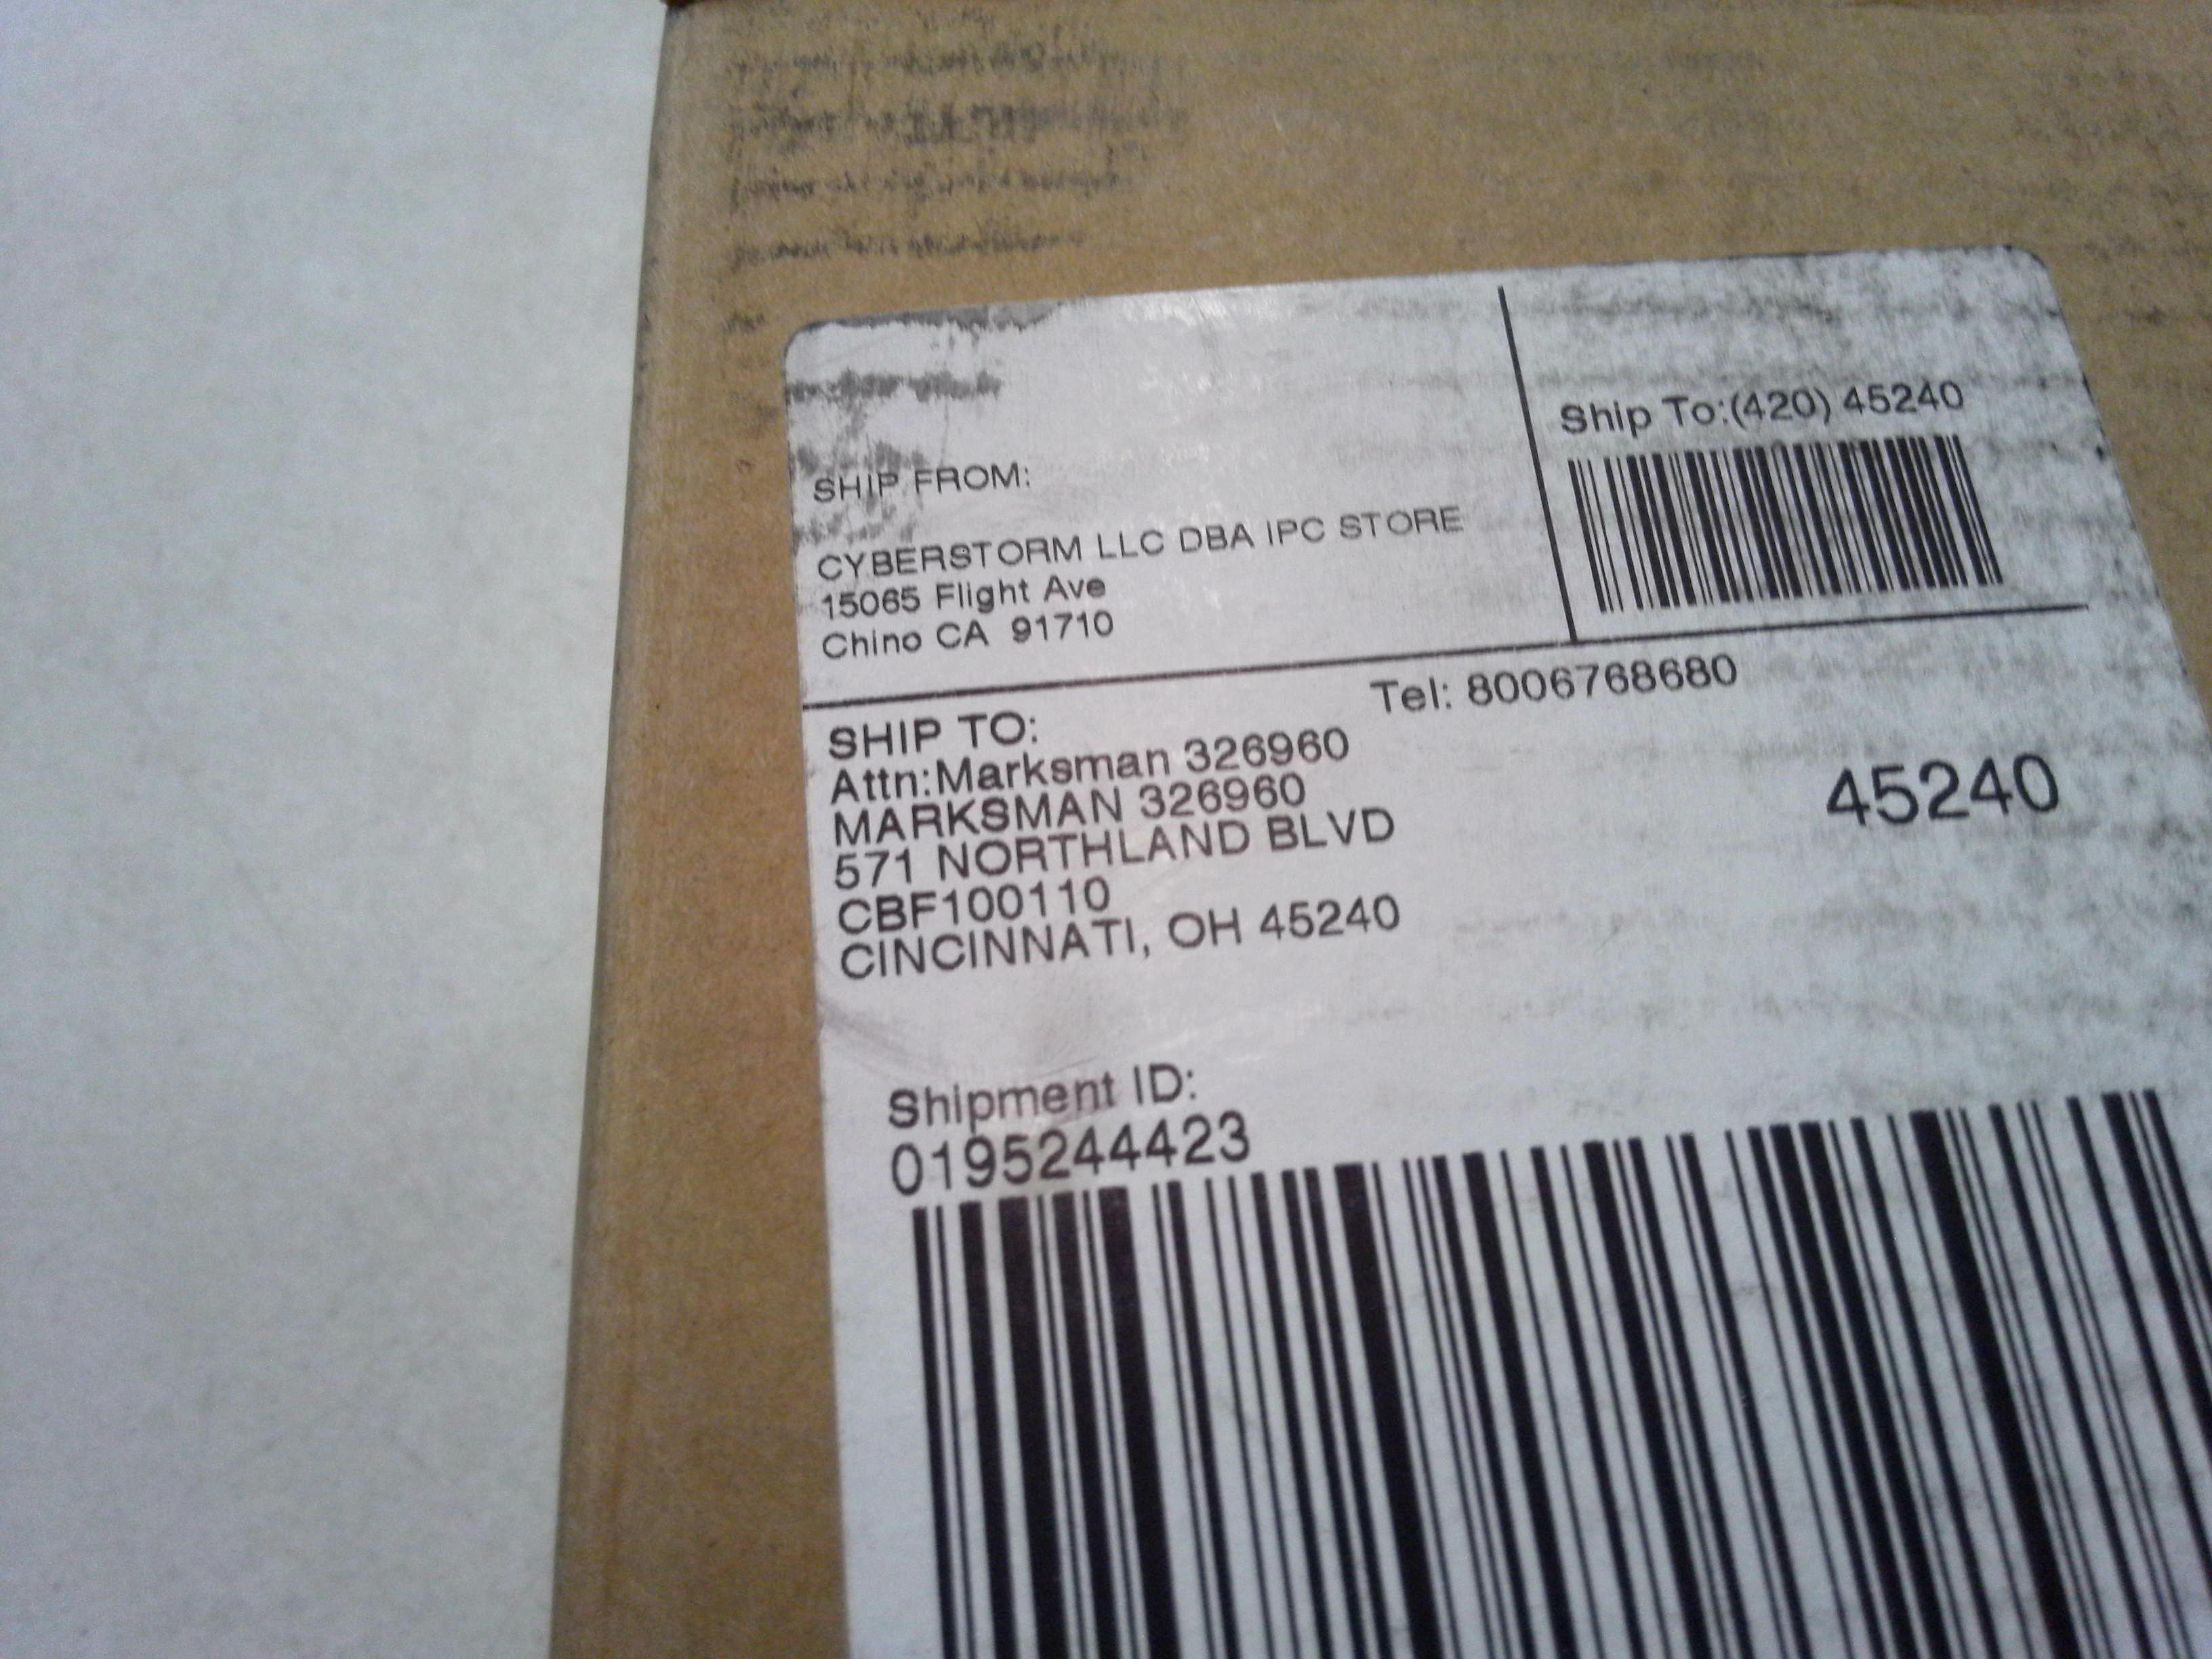 SHIP FROM:
CYBERSTORM LLC DBA IPC STORE
15065 Flight Ave
Chino CA 91710
Ship To:(420) 45240
Tel: 8006768680
SHIP TO:
Attn:Marksman 326960
MARKSMAN 326960
571 NORTHLAND BLVD
CBF100110
CINCINNATI, OH 45240
45240
Shipment ID:
0195244423